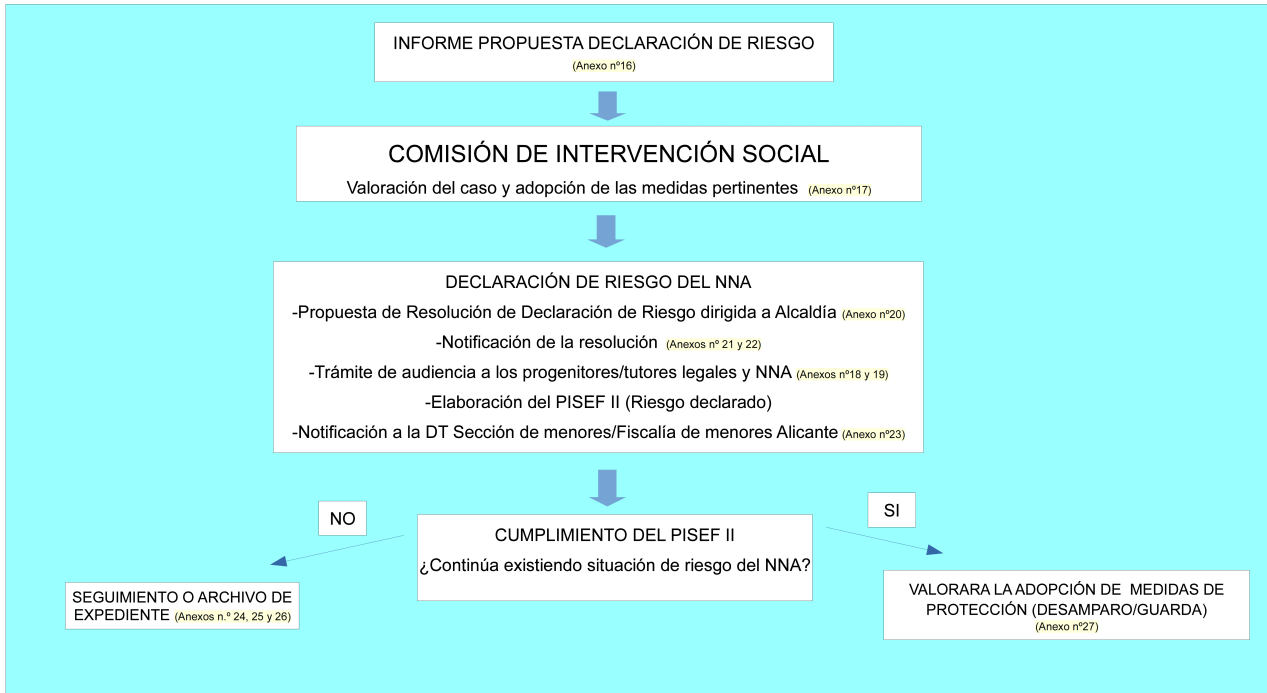 INFORME PROPUESTA DECLARACIÓN DE RIESGO
(Anexo nº16)
COMISIÓN DE INTERVENCIÓN SOCIAL
Valoración del caso y adopción de las medidas pertinentes (Anexo nº17)
DECLARACIÓN DE RIESGO DEL NNA
-Propuesta de Resolución de Declaración de Riesgo dirigida a Alcaldía (Anexo nº20)
-Notificación de la resolución (Anexos nº 21 y 22)
-Trámite de audiencia a los progenitores/tutores legales y NNA (Anexos nº18 y 19)
-Elaboración del PISEF II (Riesgo declarado)
-Notificación a la DT Sección de menores/Fiscalía de menores Alicante (Anexo nº23)
NO
SI
CUMPLIMIENTO DEL PISEF II
¿Continúa existiendo situación de riesgo del NNA?
SEGUIMIENTO O ARCHIVO DE
EXPEDIENTE (Anexos n.º 24, 25 y 26)
VALORARA LA ADOPCIÓN DE MEDIDAS DE
PROTECCIÓN (DESAMPARO/GUARDA)
(Anexo nº27)